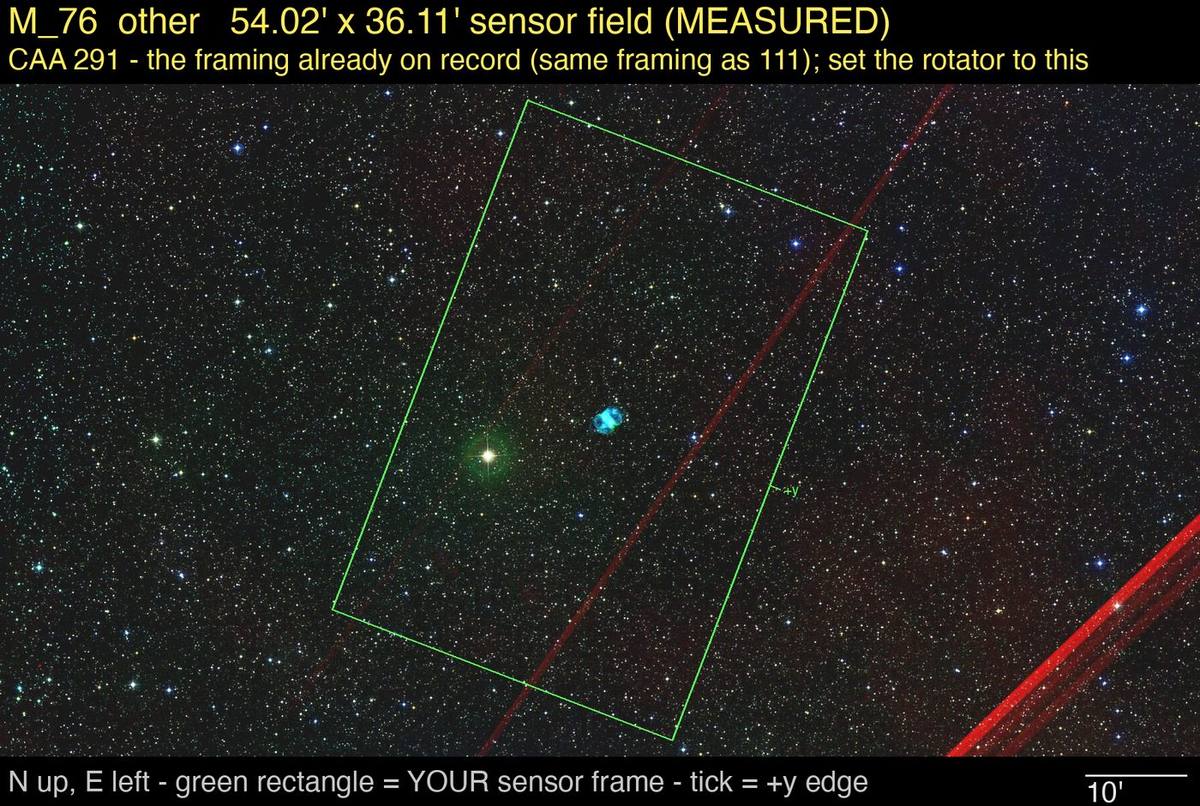 M_76  other   54.02' x 36.11' sensor field (MEASURED)
CAA 291 - the framing already on record (same framing as 111); set the rotator to this
+y
N up, E left - green rectangle = YOUR sensor frame - tick = +y edge
10'